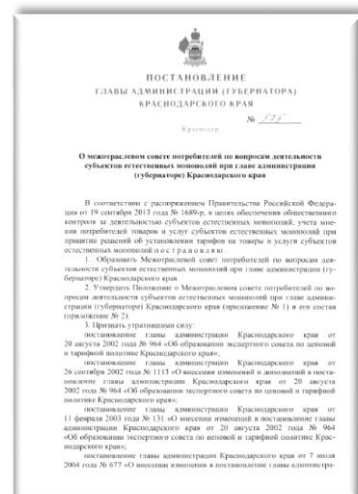 ПОСТАНОВЛЕНИЕ
ГЛАВЫ АДМИНИСТРАЦИИ (ГУБЕРНАТОРА)
КРАСНОДАРСКОГО КРАЯ
№
Краснодар
О межотраслевом совете потребителей по вопросам деятельности
субъектов естественных монополий при главе администрации
(губернаторе) Краснодарского края
В соответствии с распоряжением Правительства Российской Федера-
ции от 19 сентября 2013 года № 1689-р, в целях обеспечения общественного
контроля за деятельностью субъектов естественных монополий, учета мне-
ния потребителей товаров и услуг субъектов естественных монополий при
принятии решений об установлении тарифов на товары и услуги субъектов
естественных монополий п о с т а н о в л я ю:
1. Образовать Межотраслевой совет потребителей по вопросам дея-
тельности субъектов естественных монополий при главе администрации (гу-
бернаторе) Краснодарского края
2. Утвердить Положение о Межотраслевом совете потребителей по во-
просам деятельности субъектов естественных монополий при главе админи-
страции (губернаторе) Краснодарского края (приложение № 1) и его состав
(приложение № 2).
3. Признать утратившими силу:
постановление главы администрации Краснодарского края от
20 августа 2002 года № 964 «Об образовании экспертного совета по ценовой
и тарифной политике Краснодарского края»;
постановление главы администрации Краснодарского края от
26 сентября 2002 года № 1113 «О внесении изменений и дополнений в поста-
новление главы администрации Краснодарского края от 20 августа
2002 года № 964 «Об образовании экспертного совета по ценовой и тарифной
политике Краснодарского края»;
постановление главы администрации Краснодарского края от
11 февраля 2003 года № 131 «О внесении изменений в постановление главы
администрации Краснодарского края от 20 августа 2002 года № 964
«Об образовании экспертного совета по ценовой и тарифной политике Крас-
нодарского края»;
постановление главы администрации Краснодарского края от 7 июля
2004 года № 677 «О внесении изменения в постановление главы администра-